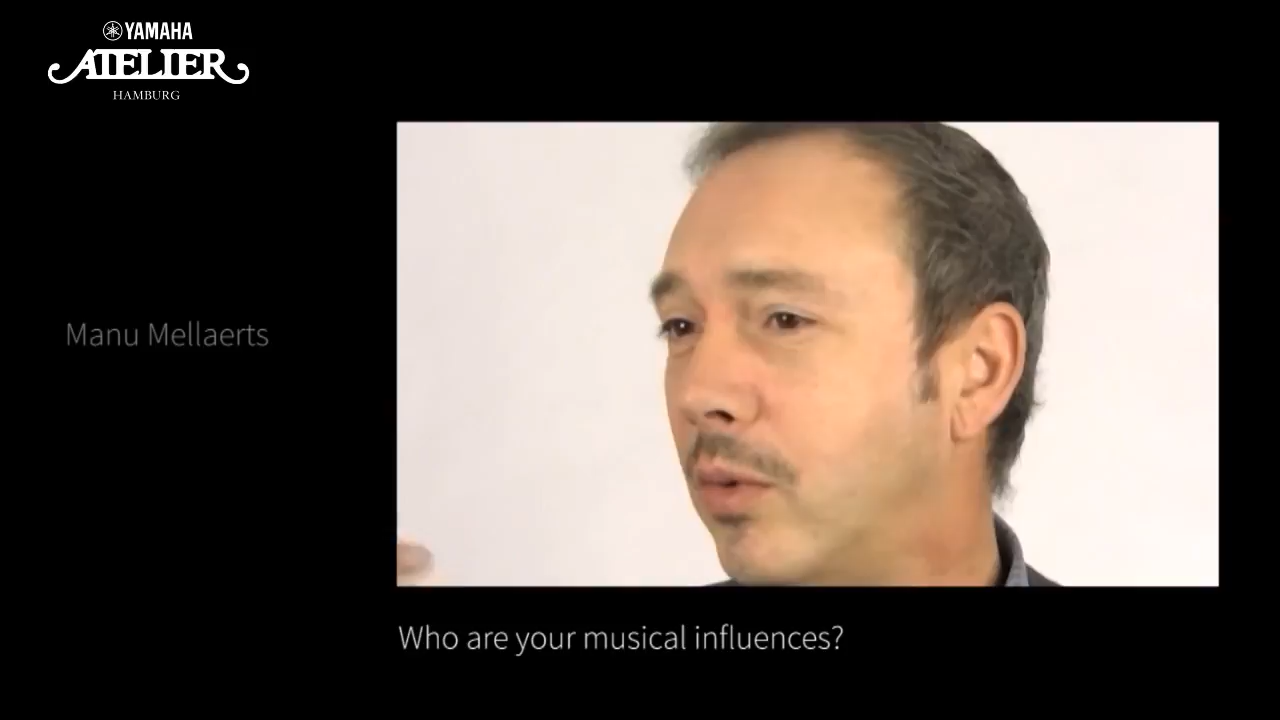 YAMAHA
ATELIER
HAMBURG
Manu Mellaerts
Who are your musical influences?